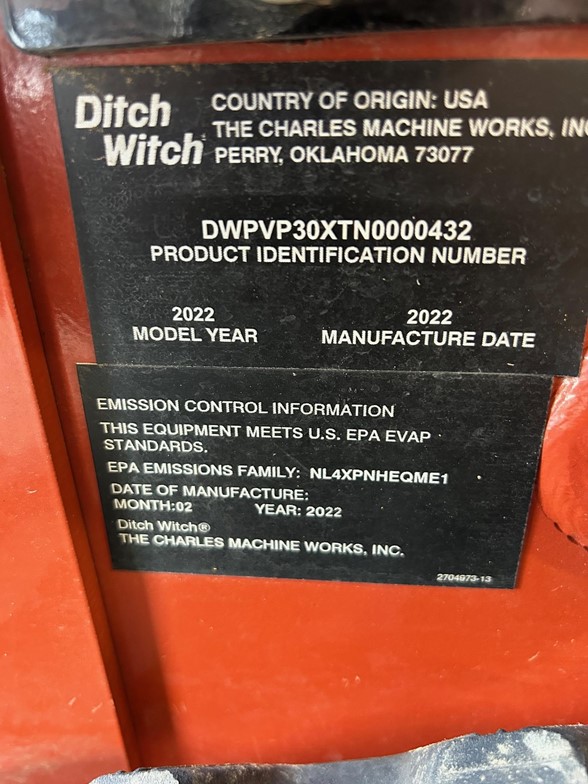 Ditch Witch
COUNTRY OF ORIGIN: USA
THE CHARLES MACHINE WORKS, INC
PERRY, OKLAHOMA 73077
DWPVP30XTN0000432
PRODUCT IDENTIFICATION NUMBER
2022 2022
MODEL YEAR MANUFACTURE DATE
EMISSION CONTROL INFORMATION
THIS EQUIPMENT MEETS U.S. EPA EVAP
STANDARDS.
EPA EMISSIONS FAMILY: NL4XPNHEQME1
DATE OF MANUFACTURE:
MONTH:02 YEAR: 2022
Ditch Witch®
THE CHARLES MACHINE WORKS, INC.
2704973-13